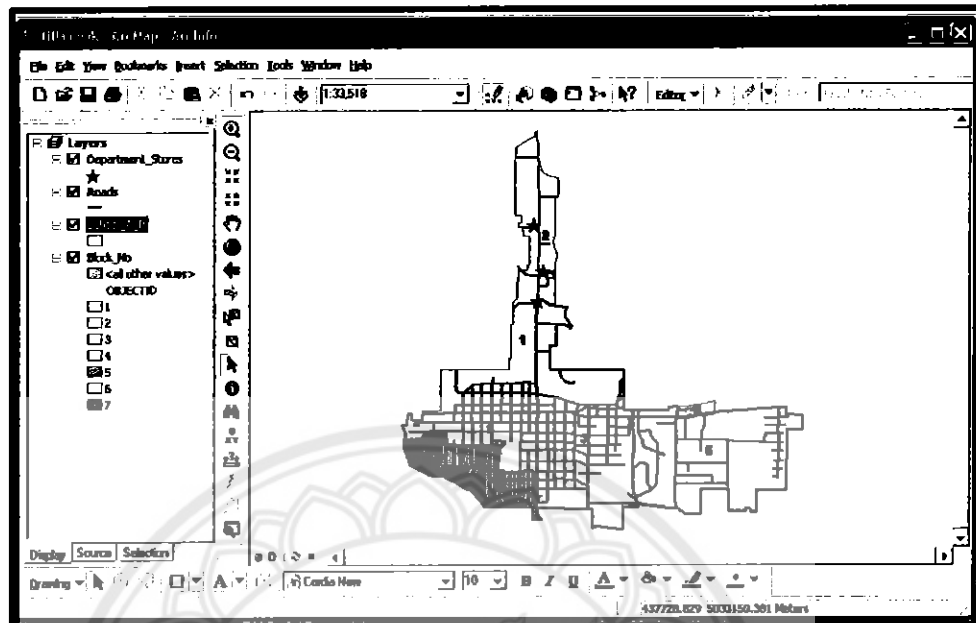 ArcMap - ArcInfo
File Edit View Bookmarks Insert Selection Tools Window Help
1:33,518
Editor
Layers
Department_Stores
Roads
Block_No
<all other values>
OBJECTID
1
2
3
4
5
6
7
2
1
3
6
Display Source Selection
Drawing
A
Cordia New
10
B I U A
437728.829 5033150.381 Meters